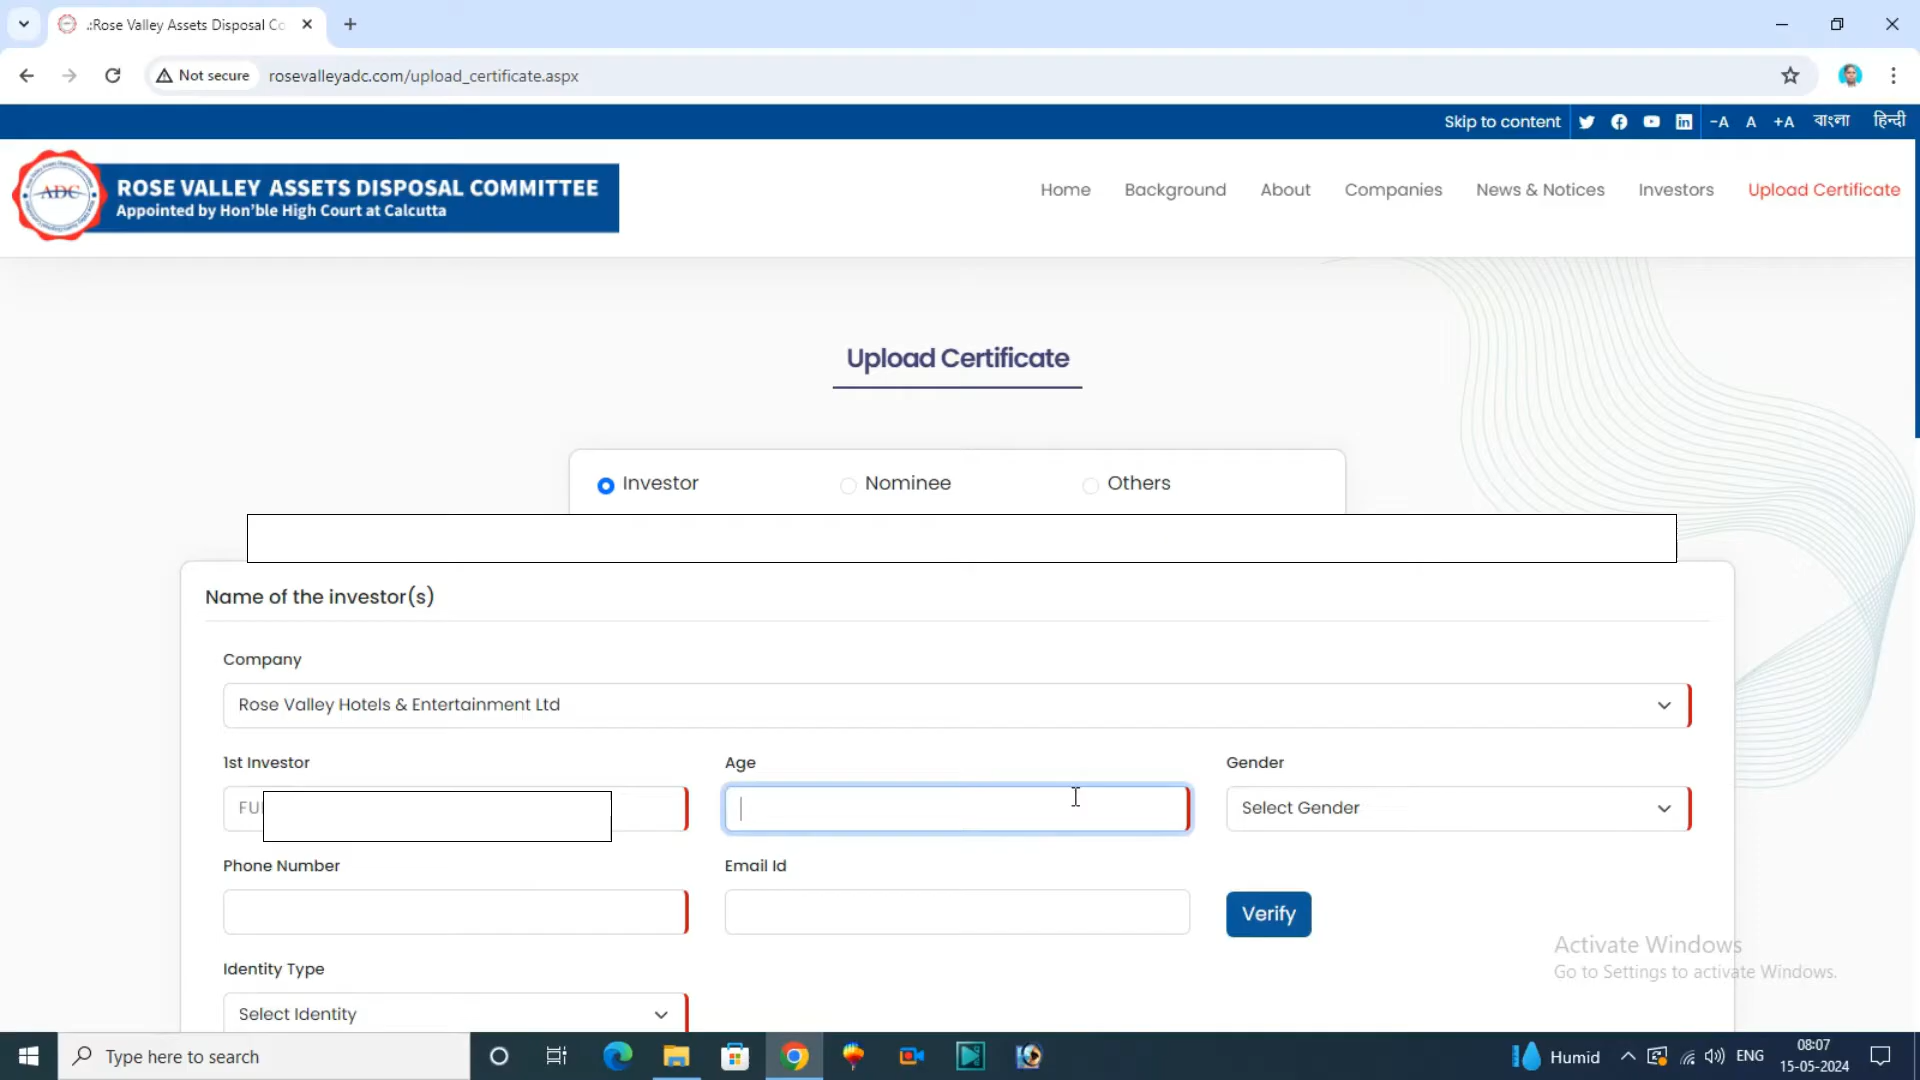 .:Rose Valley Assets Disposal Co
Not secure
rosevalleyadc.com/upload_certificate.aspx
Skip to content
-A A +A বাংলা हिन्दी
ADC
ROSE VALLEY ASSETS DISPOSAL COMMITTEE
Appointed by Hon'ble High Court at Calcutta
Home Background About Companies News & Notices Investors Upload Certificate
Upload Certificate
Investor Nominee Others
Name of the investor(s)
Company
Rose Valley Hotels & Entertainment Ltd
1st Investor Age Gender
FU Select Gender
Phone Number Email Id
Verify
Identity Type
Select Identity
Activate Windows
Go to Settings to activate Windows.
Type here to search
Humid
ENG
08:07
15-05-2024